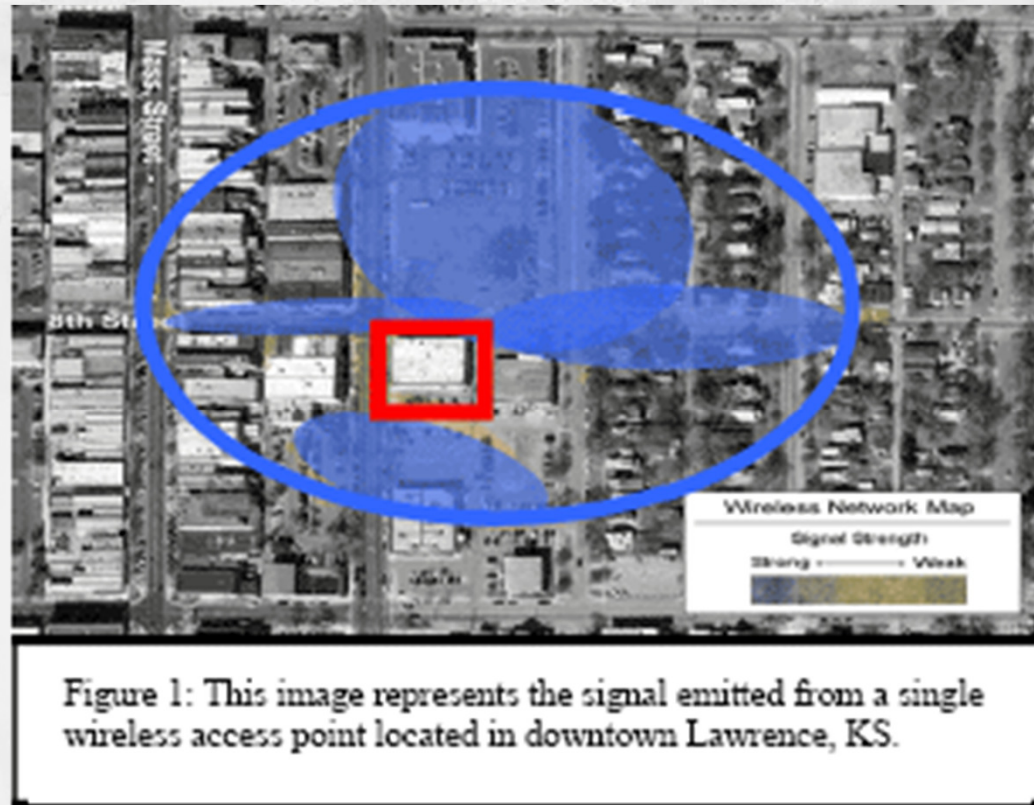 Mass Street -
8th Stre
Wireless Network Map
Signal Strength
Strong Weak
Figure 1: This image represents the signal emitted from a single
wireless access point located in downtown Lawrence, KS.